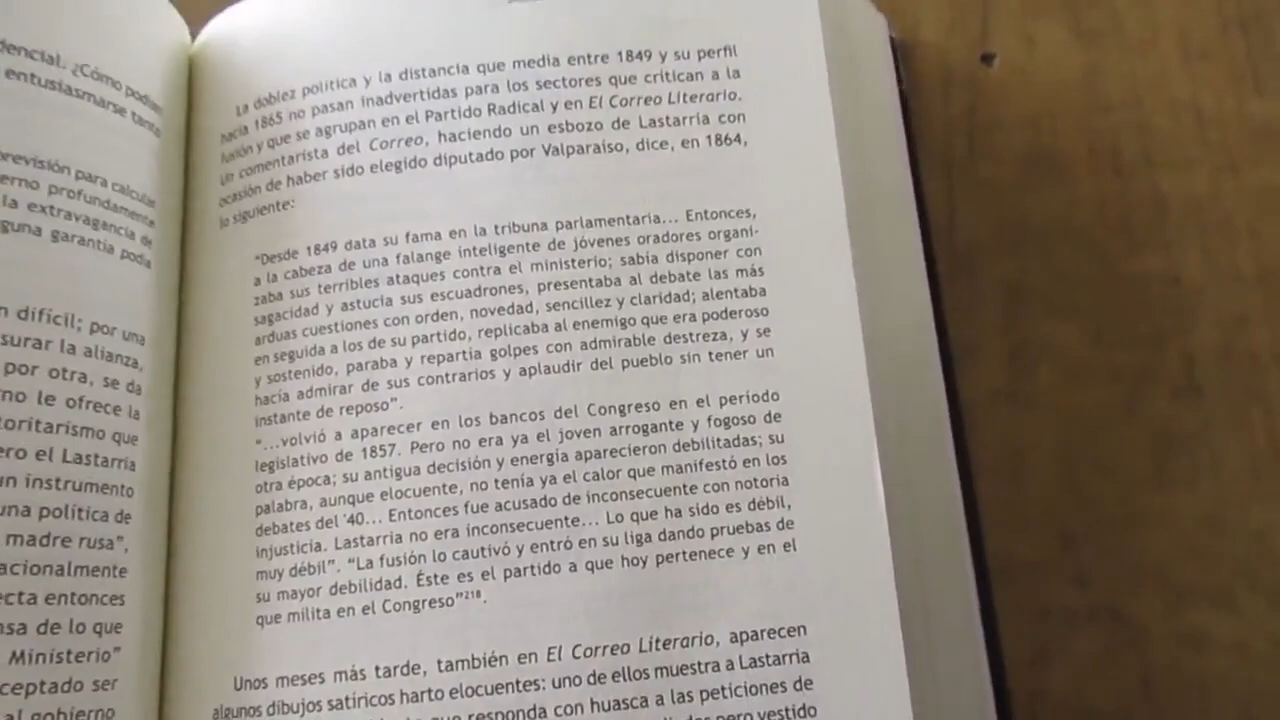 dencial. ¿Cómo podían
entusiasmarse tanto
previsión para calcular
erno profundamente
la extravagancia de
guna garantía podía
n difícil; por una
surar la alianza,
por otra, se da
no le ofrece la
toritarismo que
ero el Lastarria
un instrumento
una política de
madre rusa",
acionalmente
ecta entonces
nsa de lo que
Ministerio"
ceptado ser
al gobierno
La doblez política y la distancia que media entre 1849 y su perfil
hacia 1865 no pasan inadvertidas para los sectores que critican a la
fusión y que se agrupan en el Partido Radical y en El Correo Literario.
Un comentarista del Correo, haciendo un esbozo de Lastarria con
ocasión de haber sido elegido diputado por Valparaíso, dice, en 1864,
lo siguiente:
"Desde 1849 data su fama en la tribuna parlamentaria... Entonces,
a la cabeza de una falange inteligente de jóvenes oradores organi-
zaba sus terribles ataques contra el ministerio; sabía disponer con
sagacidad y astucia sus escuadrones, presentaba al debate las más
arduas cuestiones con orden, novedad, sencillez y claridad; alentaba
en seguida a los de su partido, replicaba al enemigo que era poderoso
y sostenido, paraba y repartía golpes con admirable destreza, y se
hacía admirar de sus contrarios y aplaudir del pueblo sin tener un
instante de reposo".
"...volvió a aparecer en los bancos del Congreso en el período
legislativo de 1857. Pero no era ya el joven arrogante y fogoso de
otra época; su antigua decisión y energía aparecieron debilitadas; su
palabra, aunque elocuente, no tenía ya el calor que manifestó en los
debates del '40... Entonces fue acusado de inconsecuente con notoria
injusticia. Lastarria no era inconsecuente... Lo que ha sido es débil,
muy débil". "La fusión lo cautivó y entró en su liga dando pruebas de
su mayor debilidad. Éste es el partido a que hoy pertenece y en el
que milita en el Congreso"²¹⁸.
Unos meses más tarde, también en El Correo Literario, aparecen
algunos dibujos satíricos harto elocuentes: uno de ellos muestra a Lastarria
que responda con huasca a las peticiones de
pero vestido